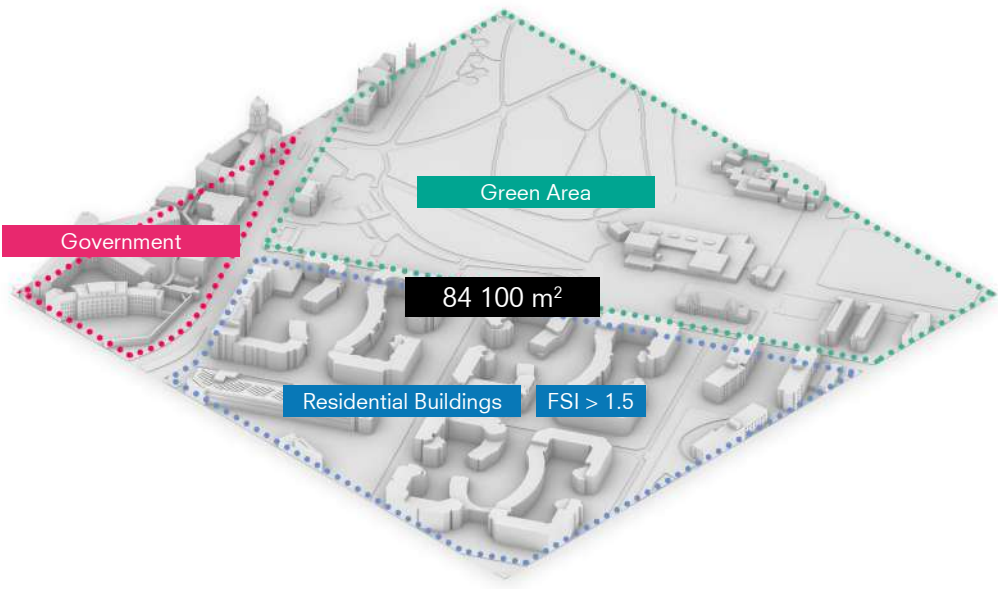 Green Area
Government
84 100 m²
Residential Buildings
FSI > 1.5